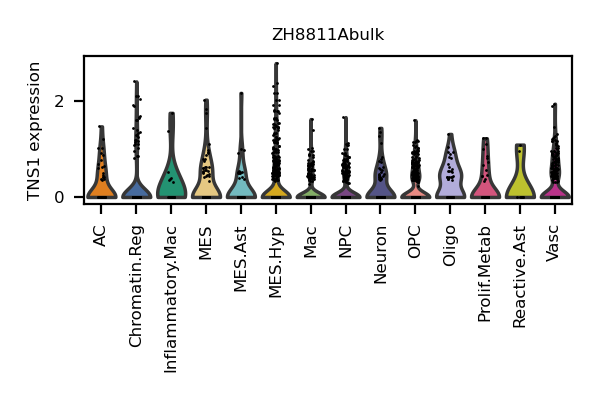 ZH8811Abulk
TNS1 expression
2
0
AC
Chromatin.Reg
Inflammatory.Mac
MES
MES.Ast
MES.Hyp
Mac
NPC
Neuron
OPC
Oligo
Prolif.Metab
Reactive.Ast
Vasc